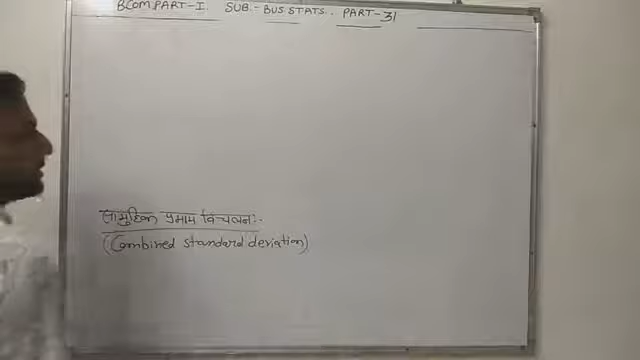 BCOM PART-I. SUB.- BUS STATS. PART-31
सामुहिक प्रमाप विचलन:-
(Combined standard deviation)